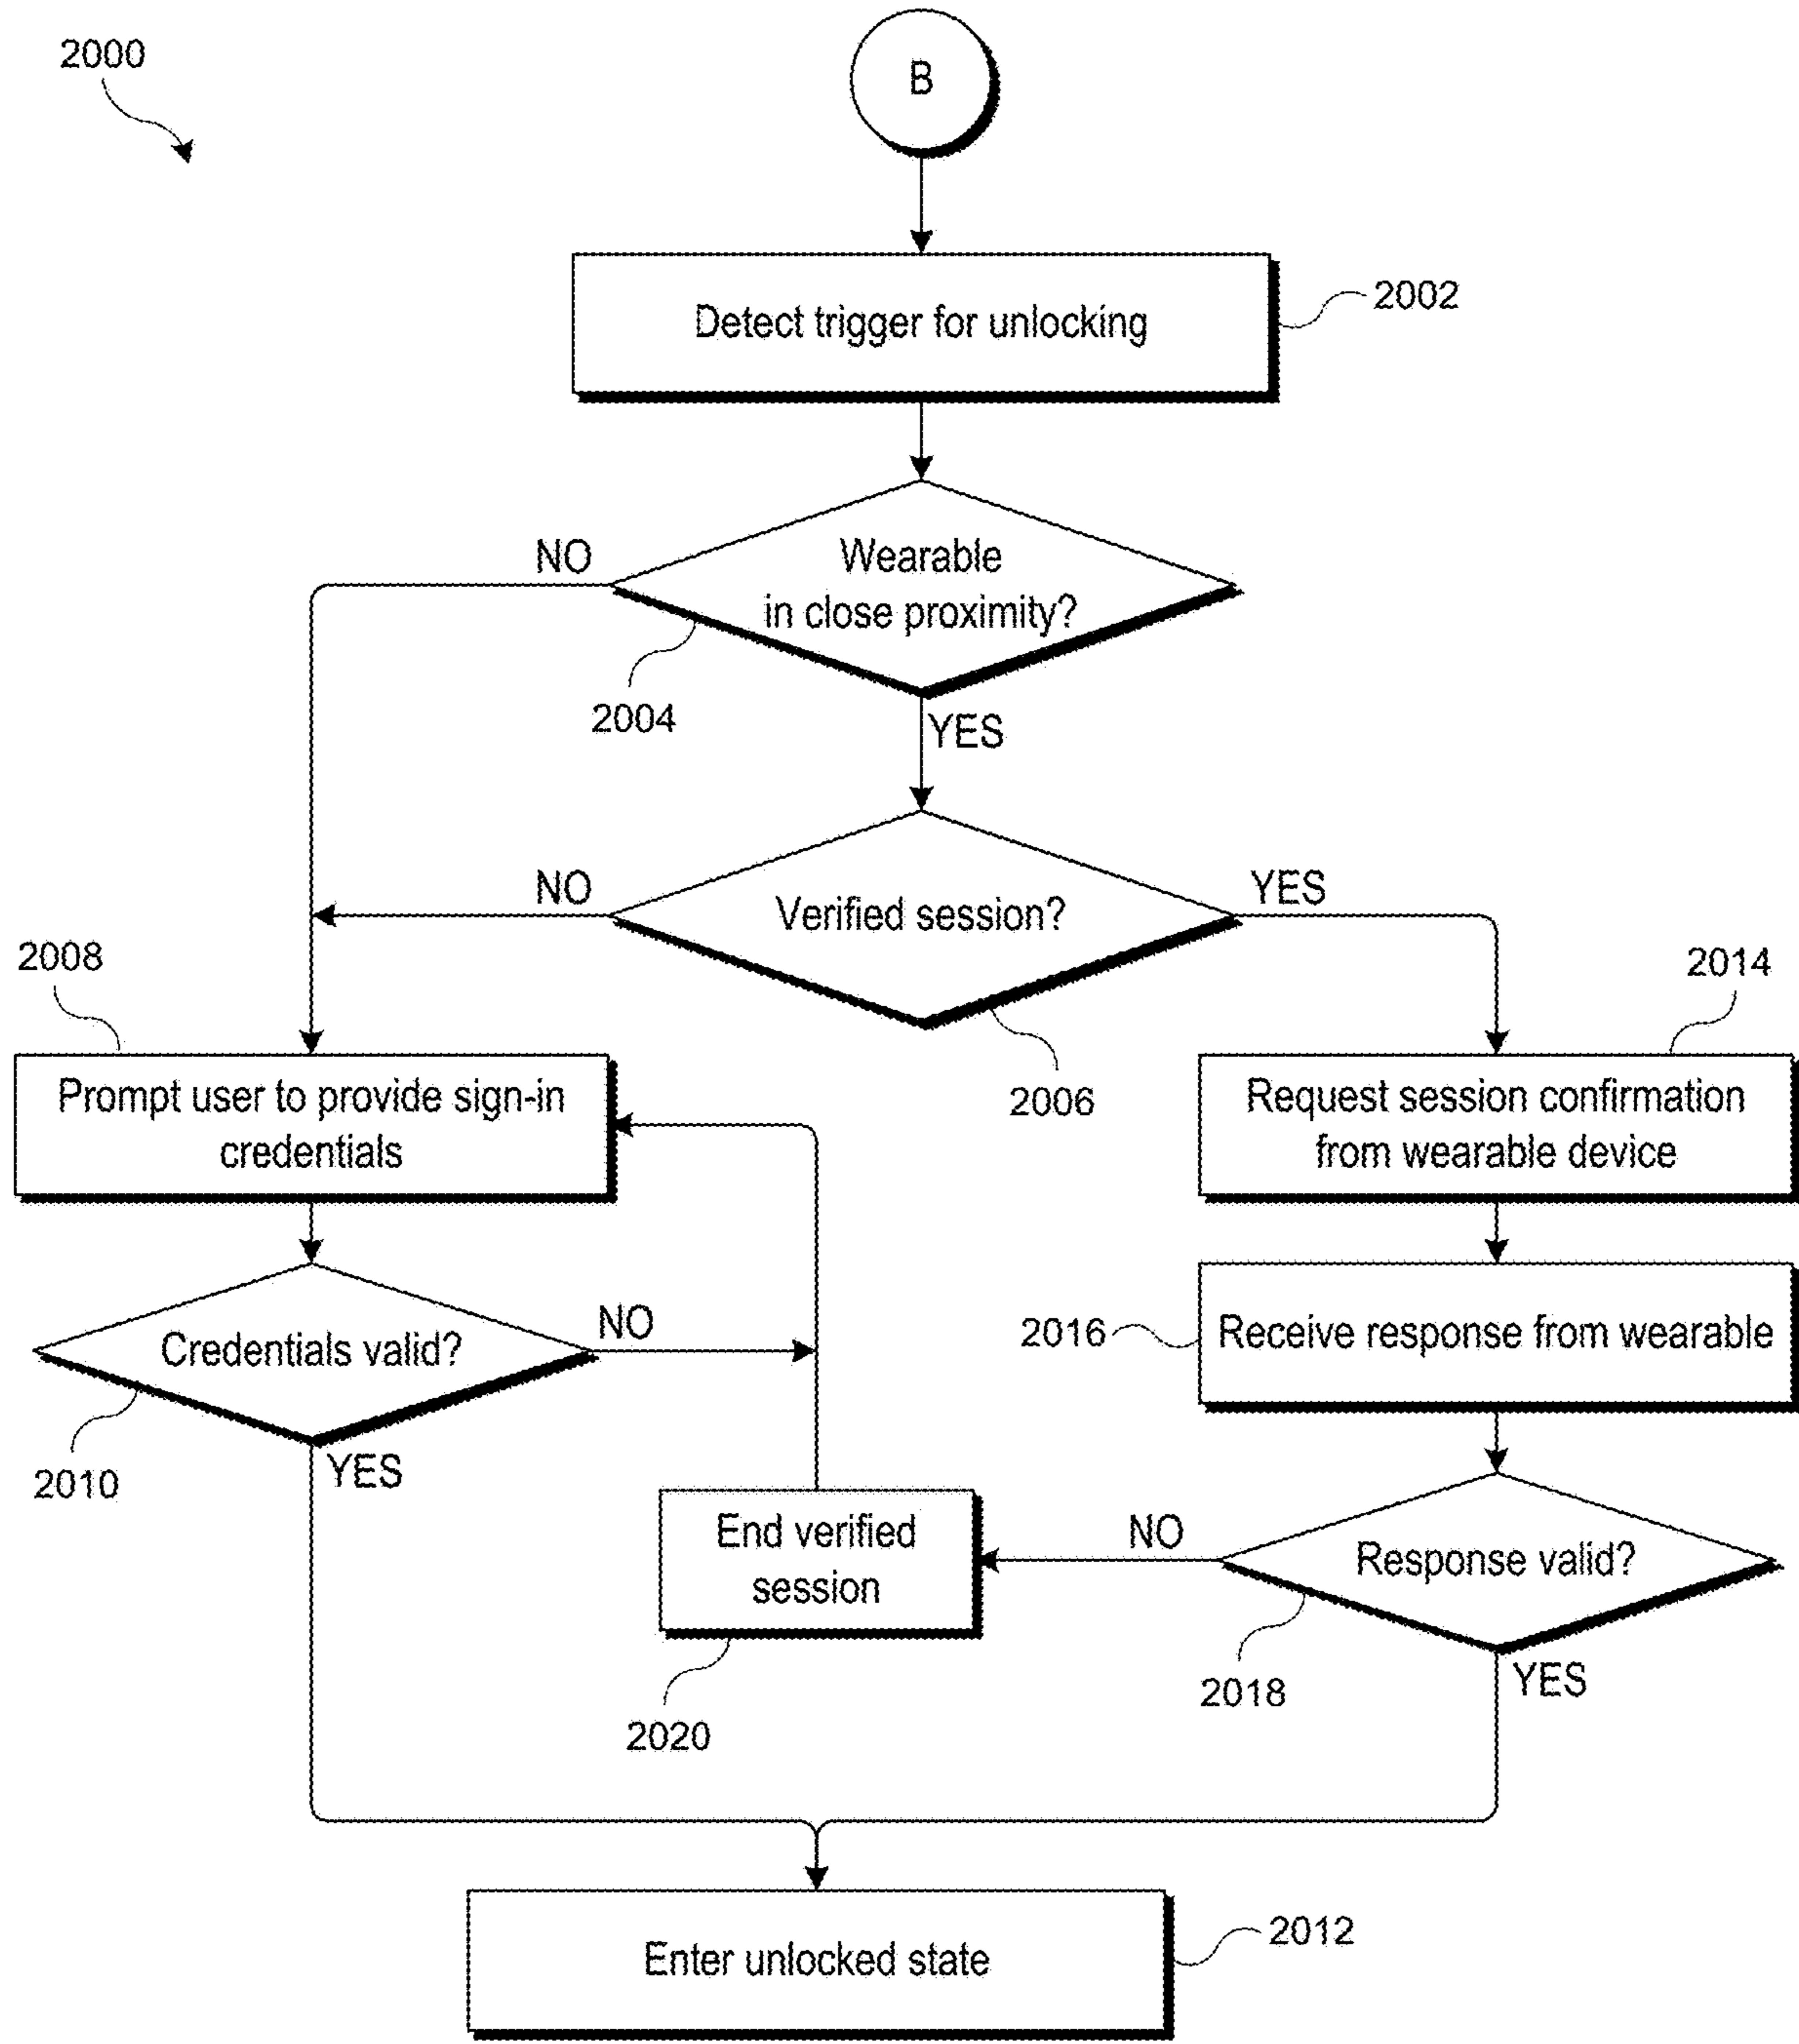 2000
B
Detect trigger for unlocking
2002
Wearable
in close proximity?
NO
2004
YES
Verified session?
NO
YES
2006
2008
Prompt user to provide sign-in
credentials
2014
Request session confirmation
from wearable device
Credentials valid?
NO
2010
YES
2016
Receive response from wearable
End verified
session
2020
NO
Response valid?
2018
YES
Enter unlocked state
2012